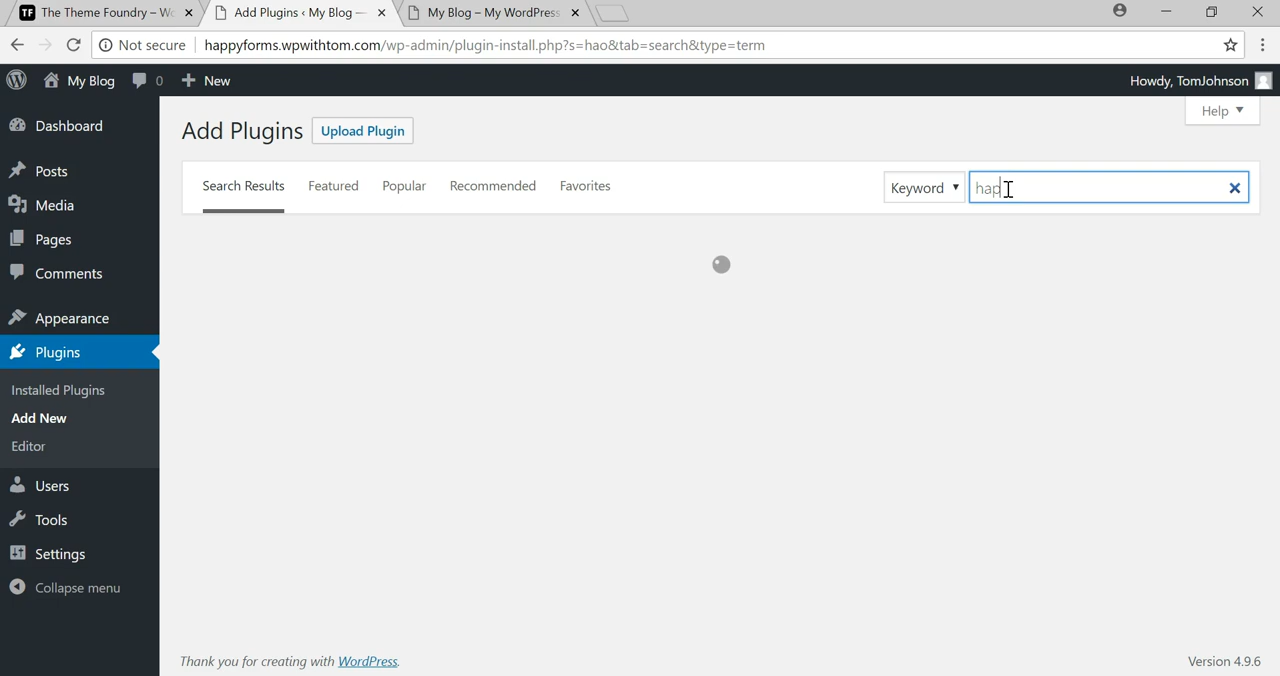 The Theme Foundry – Wo
Add Plugins ‹ My Blog —
My Blog – My WordPress
Not secure
happyforms.wpwithtom.com/wp-admin/plugin-install.php?s=hao&tab=search&type=term
My Blog 0 New
Howdy, TomJohnson
Help
Dashboard
Posts
Media
Pages
Comments
Appearance
Plugins
Installed Plugins
Add New
Editor
Users
Tools
Settings
Collapse menu
Add Plugins Upload Plugin
Search Results Featured Popular Recommended Favorites
Keyword hap
Thank you for creating with WordPress.
Version 4.9.6